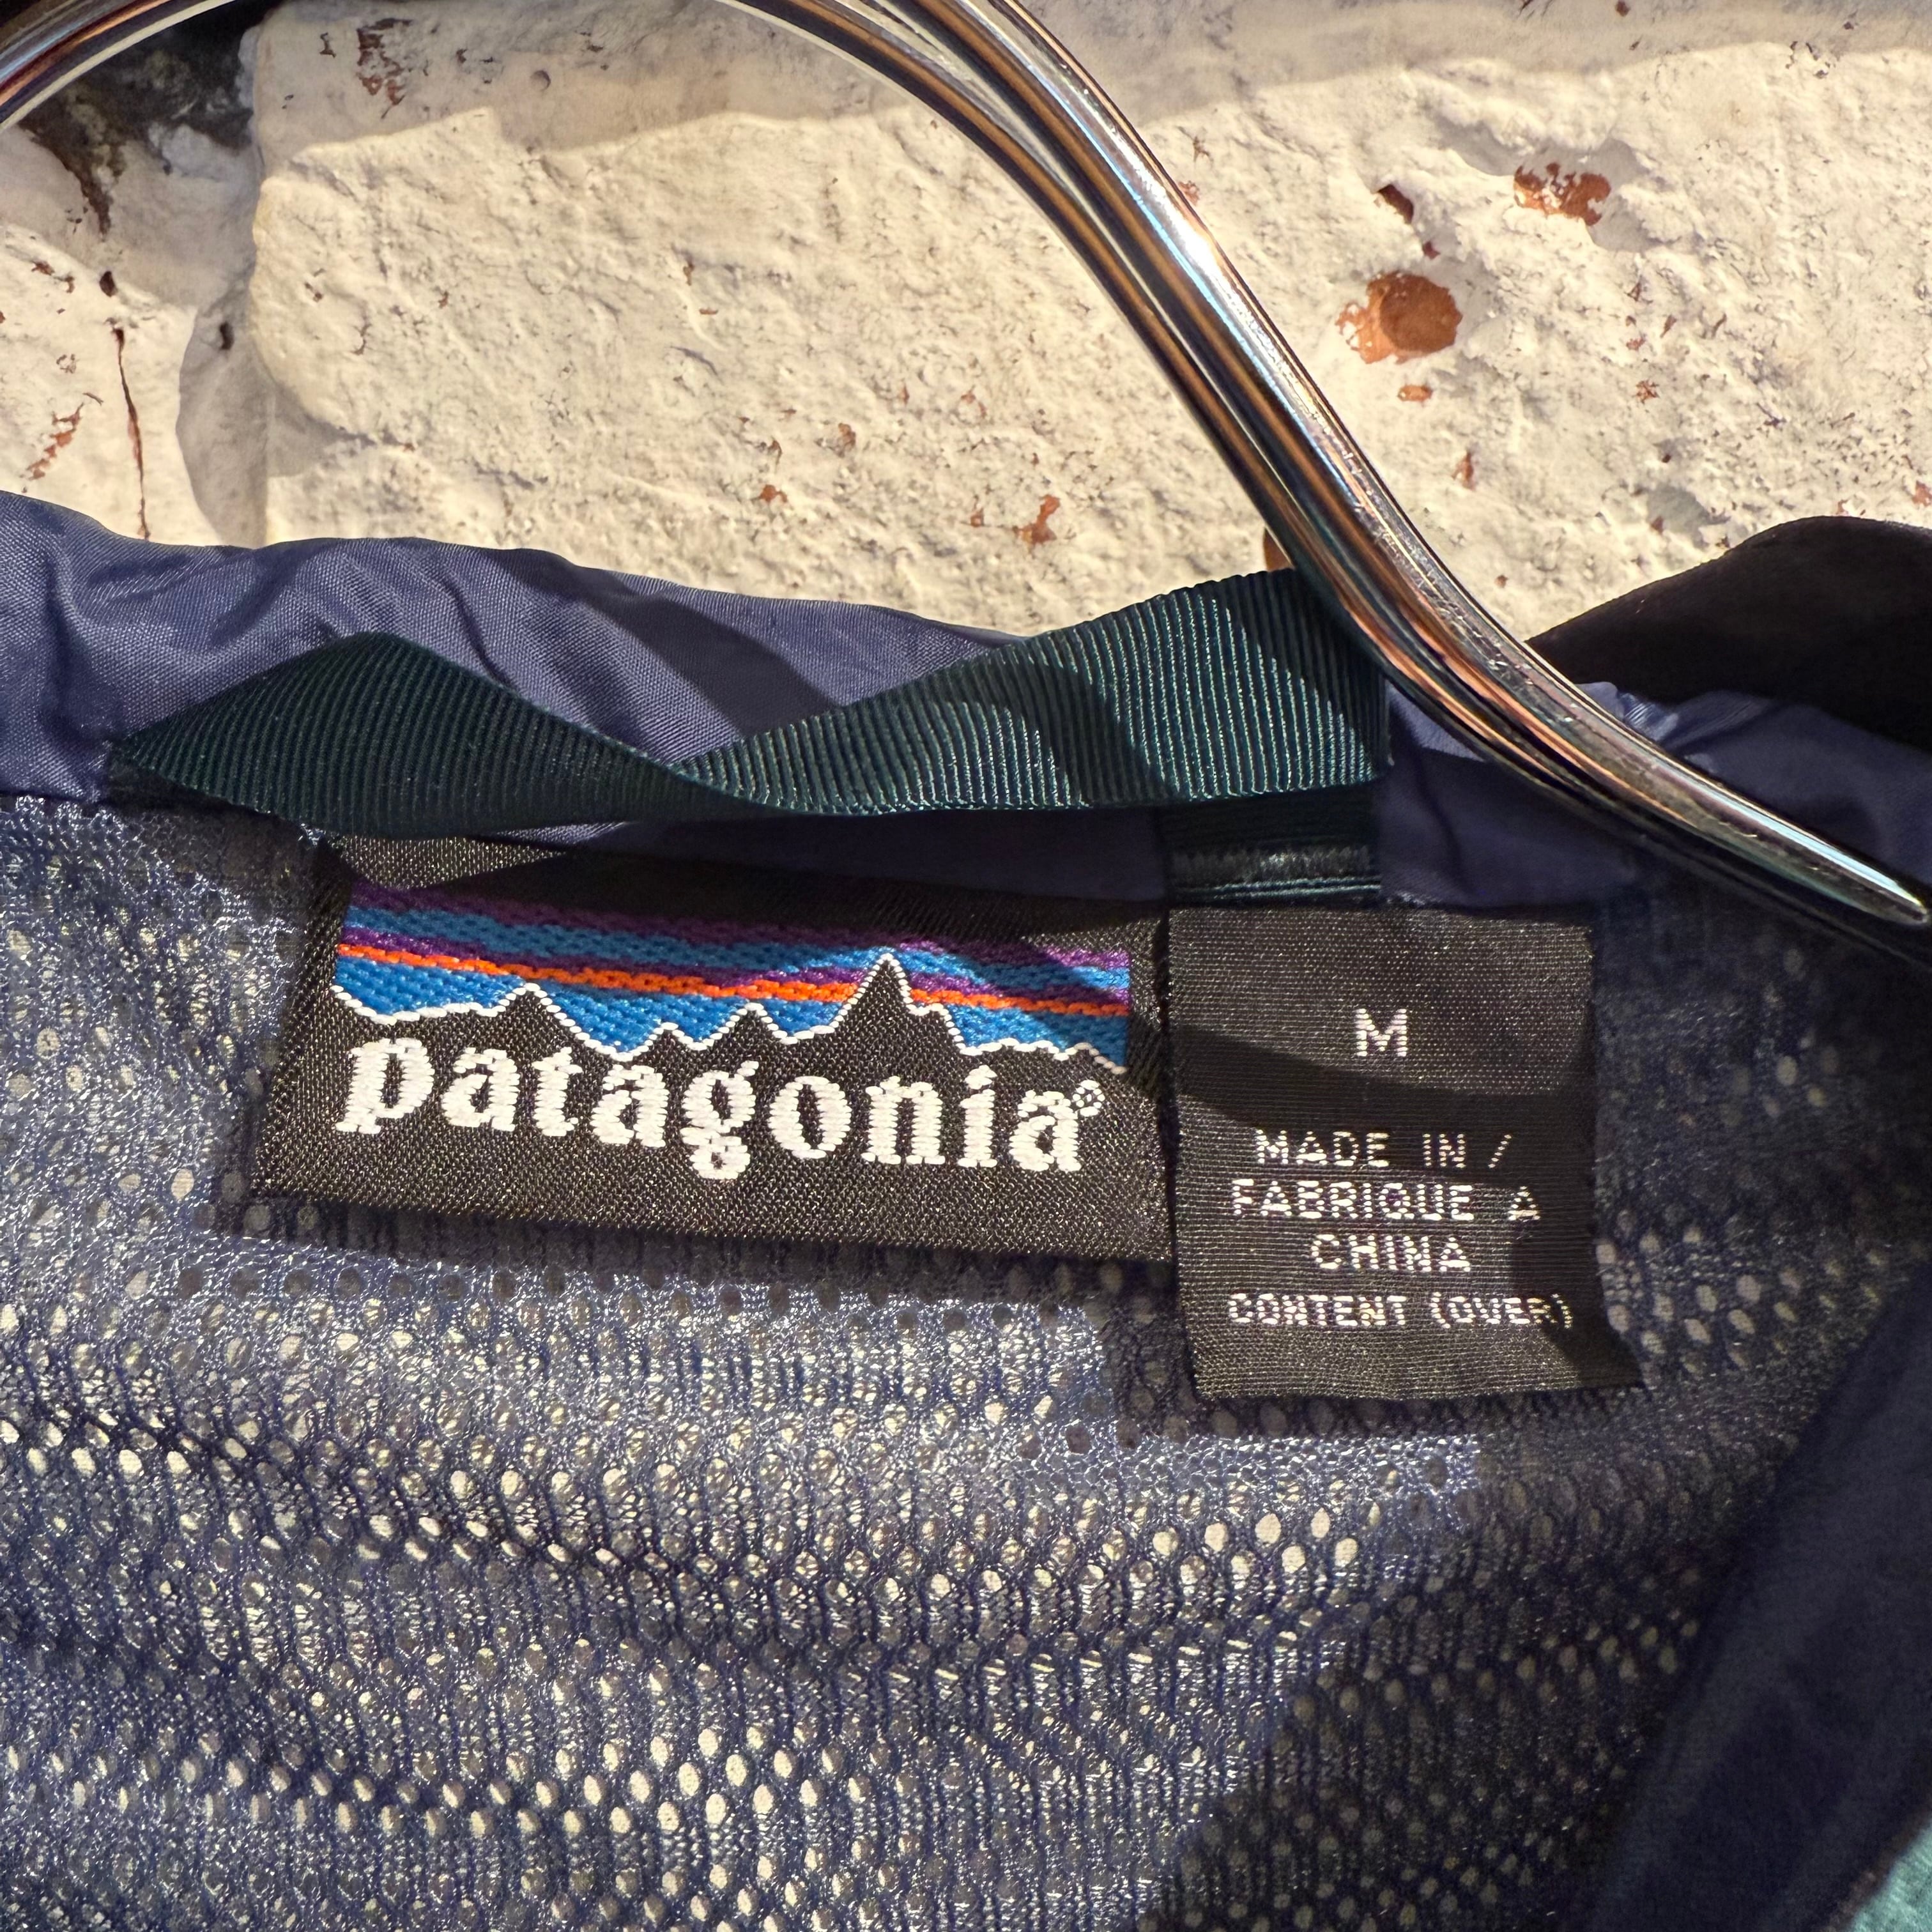 patagonia®
M
MADE IN /
FABRIQUE A
CHINA
CONTENT (OVER)